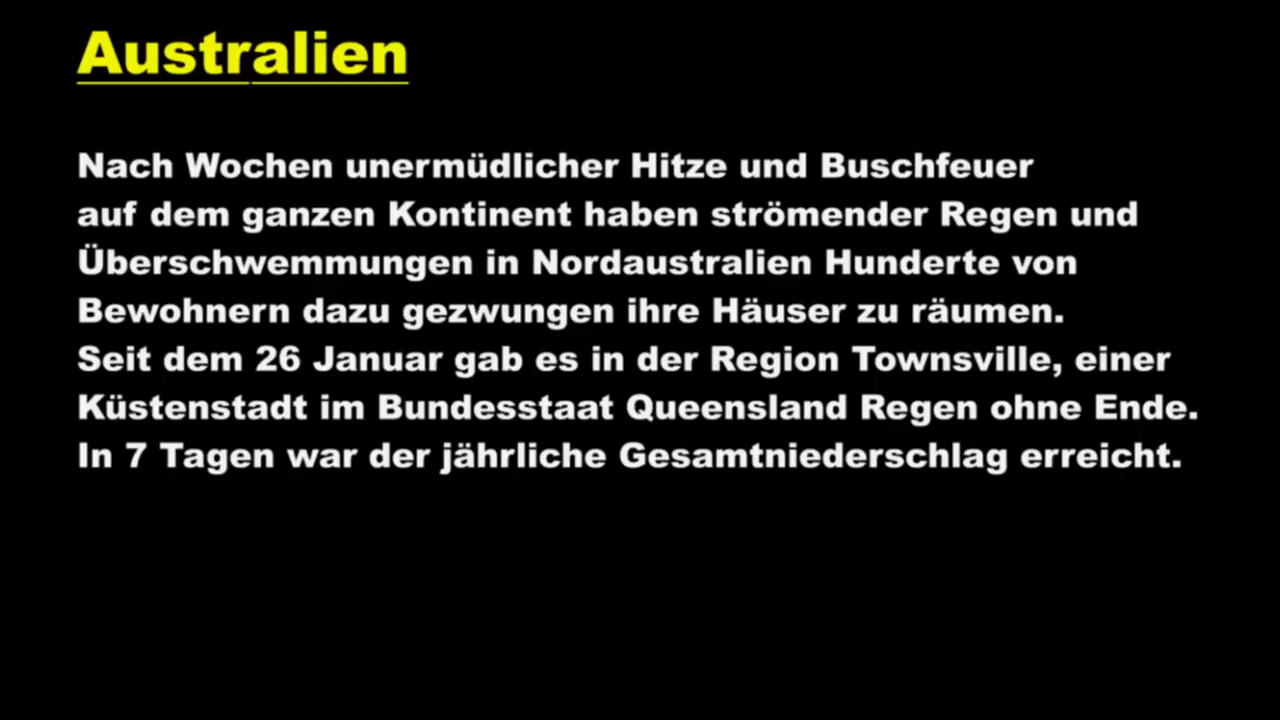 Australien
Nach Wochen unermüdlicher Hitze und Buschfeuer
auf dem ganzen Kontinent haben strömender Regen und
Überschwemmungen in Nordaustralien Hunderte von
Bewohnern dazu gezwungen ihre Häuser zu räumen.
Seit dem 26 Januar gab es in der Region Townsville, einer
Küstenstadt im Bundesstaat Queensland Regen ohne Ende.
In 7 Tagen war der jährliche Gesamtniederschlag erreicht.